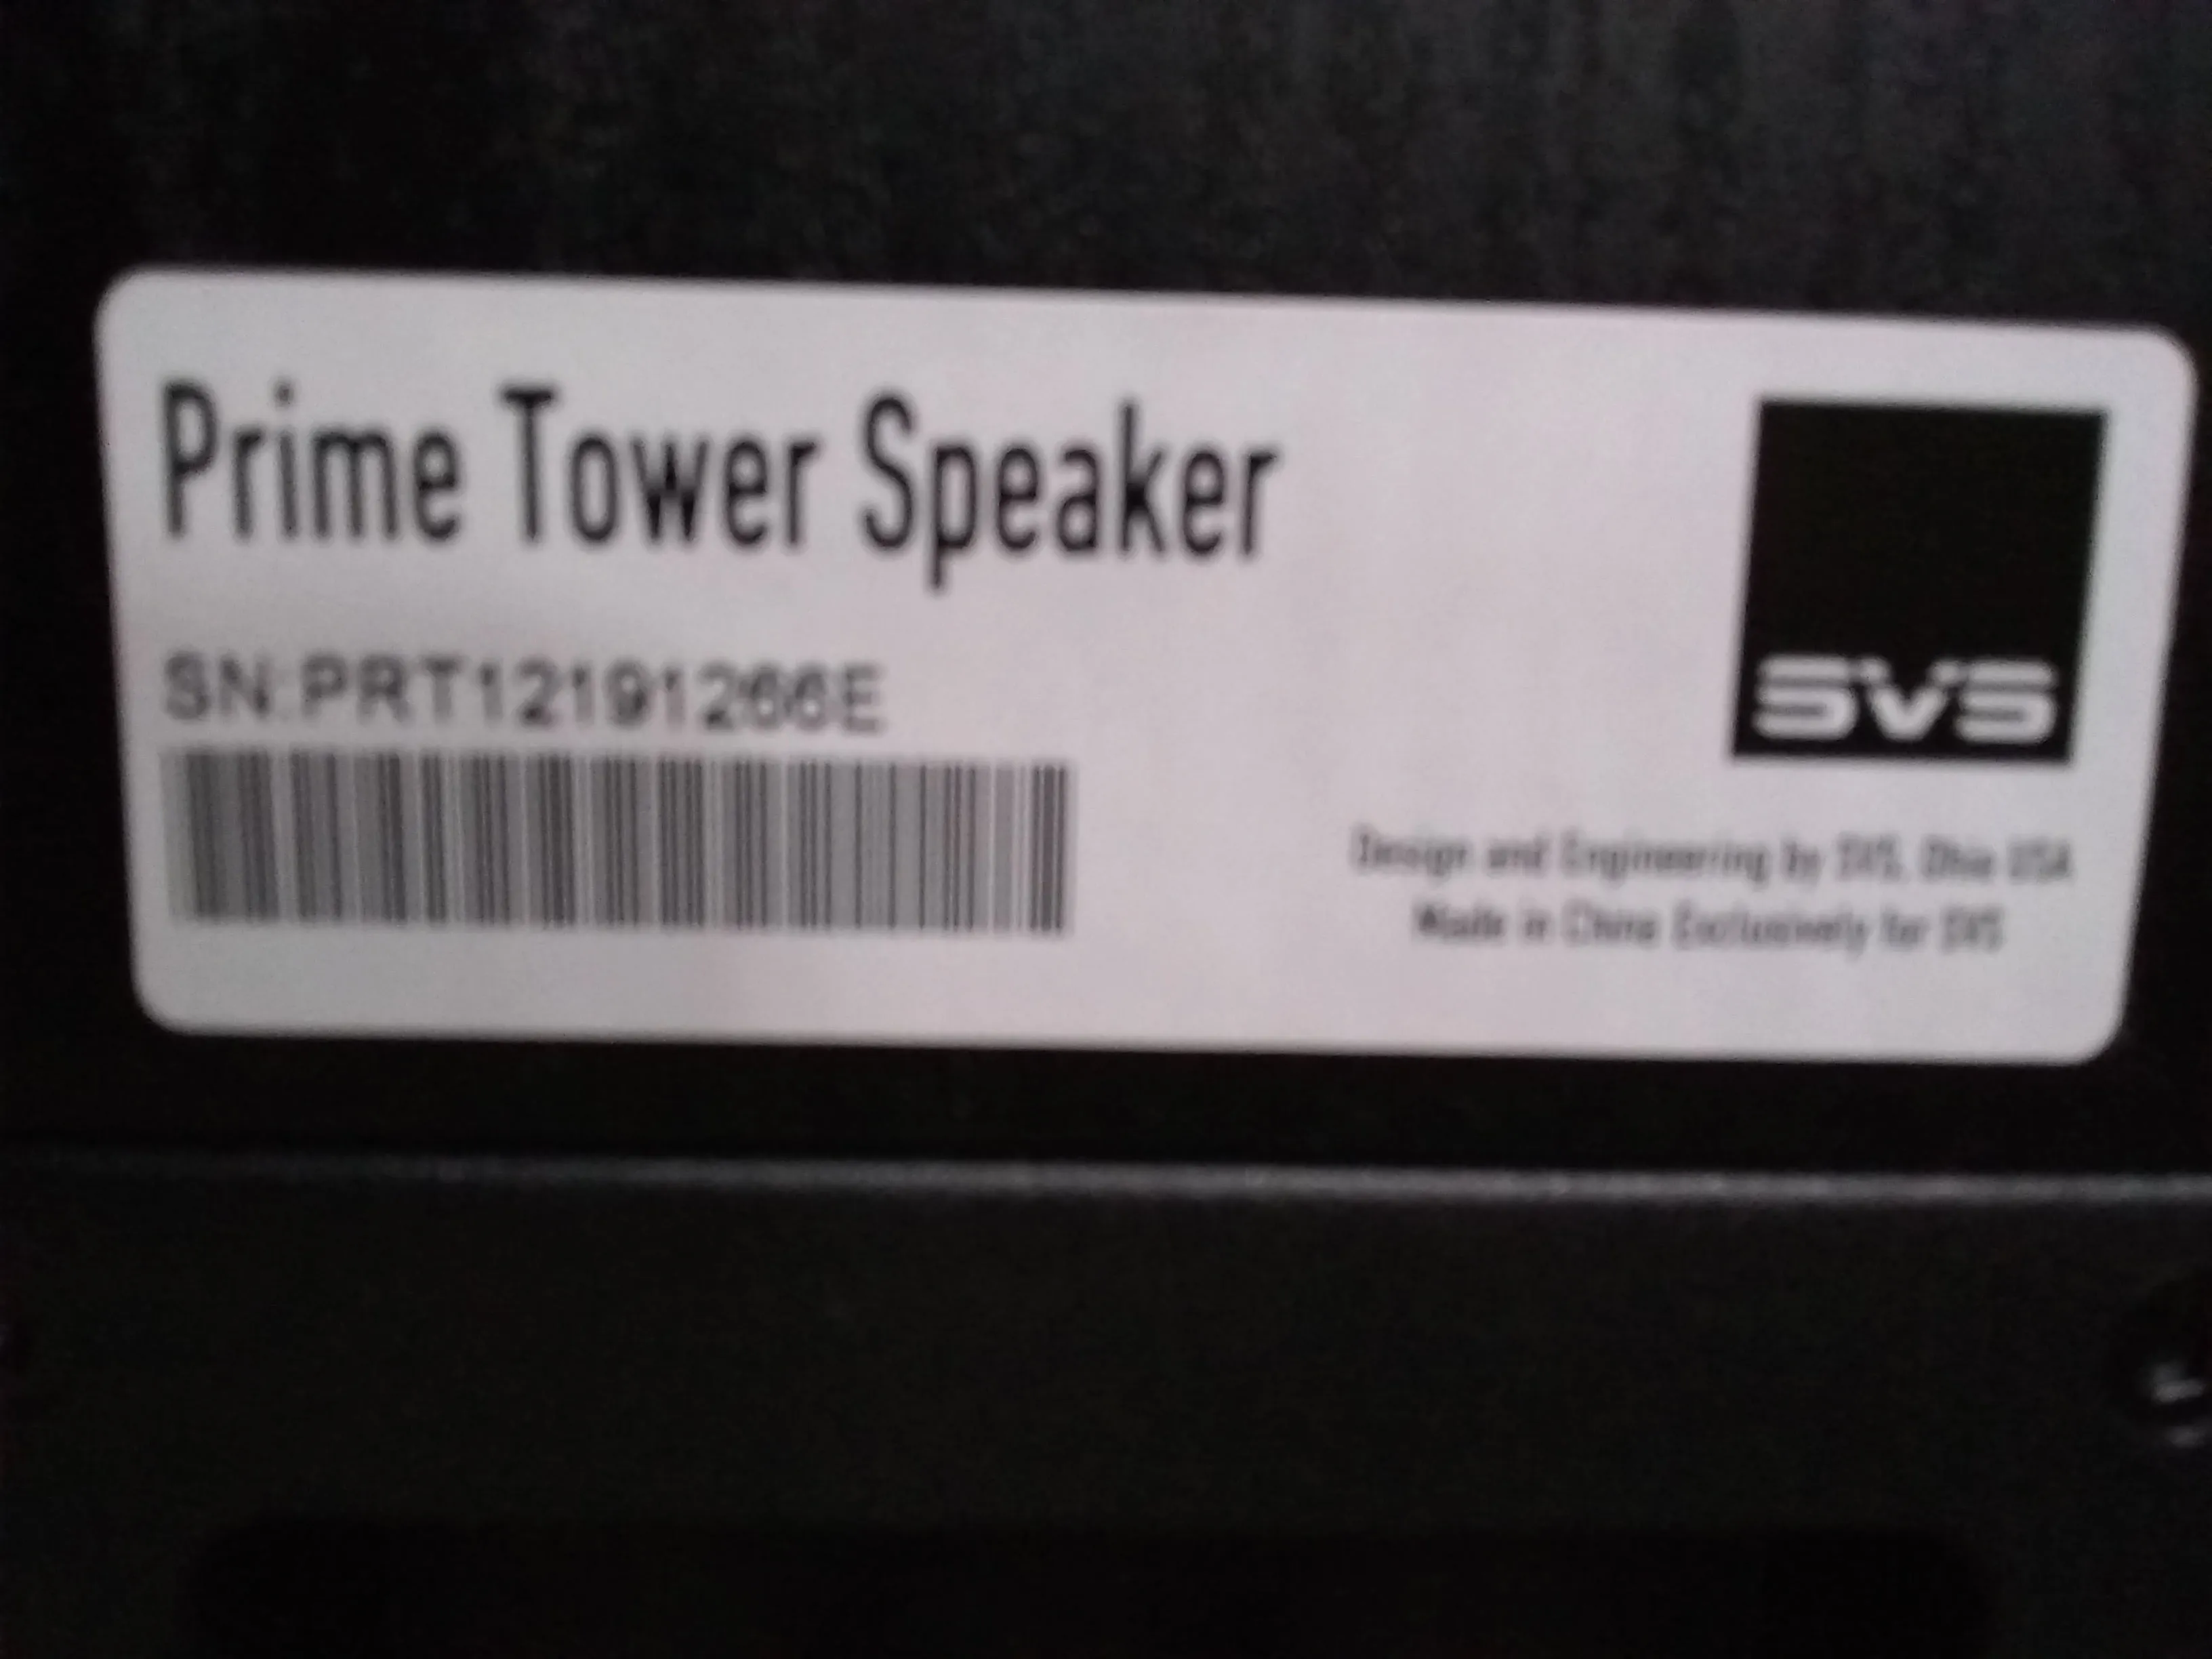 Prime Tower Speaker
SN:PRT12191266E
SVS
Design and Engineering by SVS, Ohio USA
Made in China Exclusively for SVS